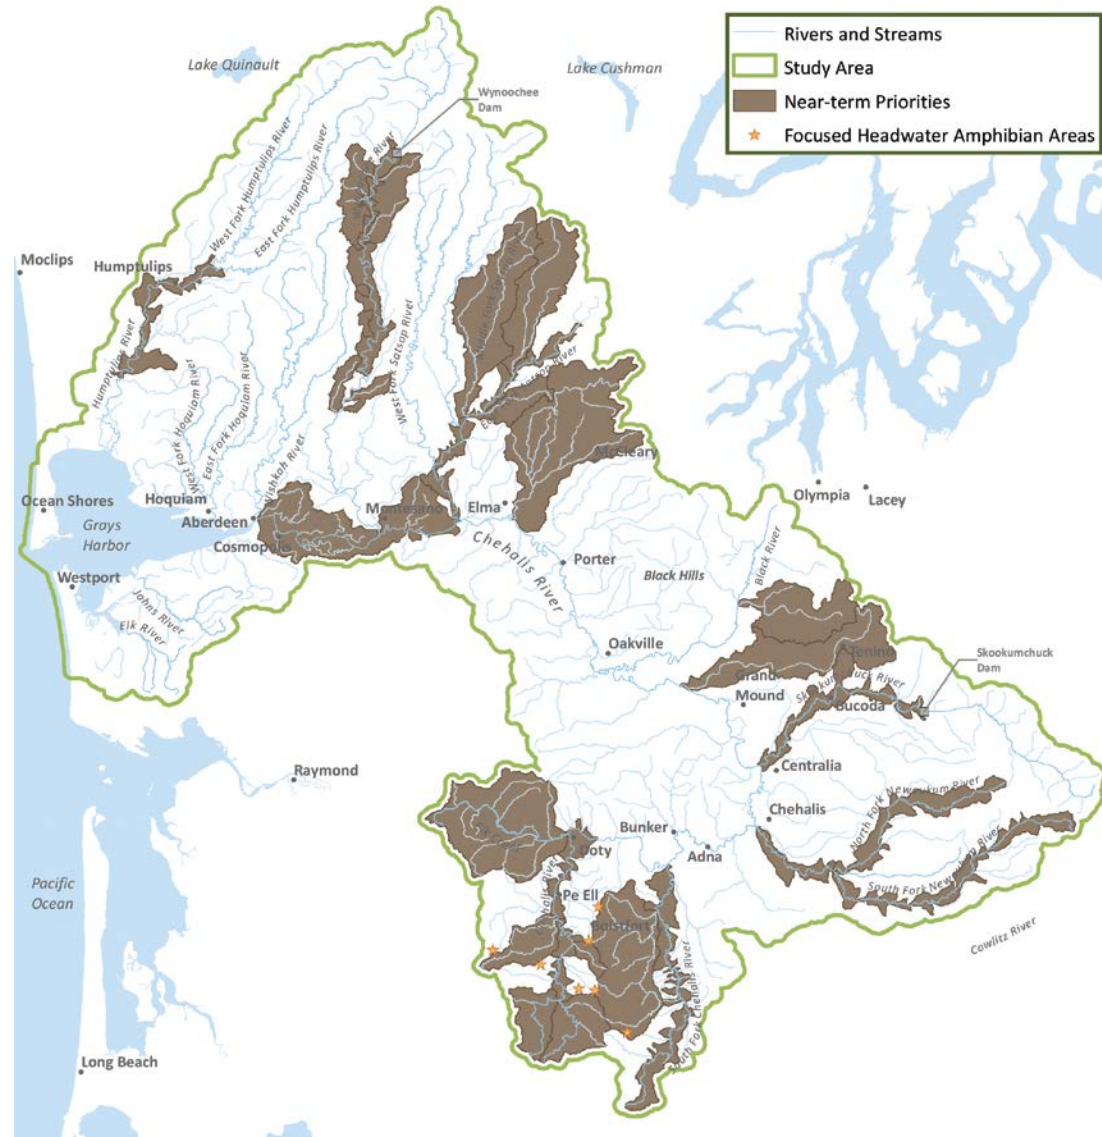 Rivers and Streams
Study Area
Near-term Priorities
Focused Headwater Amphibian Areas
Lake Quinault
Lake Cushman
Wynoochee
Dam
West Fork Humptulips River
East Fork Humptulips River
Moclips
Humptulips
Humptulips River
West Fork Hoquiam River
East Fork Hoquiam River
Wishkah River
West Fork Satsop River
McCleary
Ocean Shores
Hoquiam
Aberdeen
Montesano
Elma
Olympia
Lacey
Grays
Harbor
Cosmopolis
Chehalis River
Porter
Black Hills
Black River
Westport
Johns River
Elk River
Oakville
Tenino
Skookumchuck
Dam
Grand
Mound
Skookumchuck River
Bucoda
Raymond
Centralia
North Fork Newaukum River
Chehalis
Bunker
Doty
Adna
South Fork Newaukum River
Pacific
Ocean
Pe Ell
Chehalis River
Boistfort
South Fork Chehalis River
Cowlitz River
Long Beach